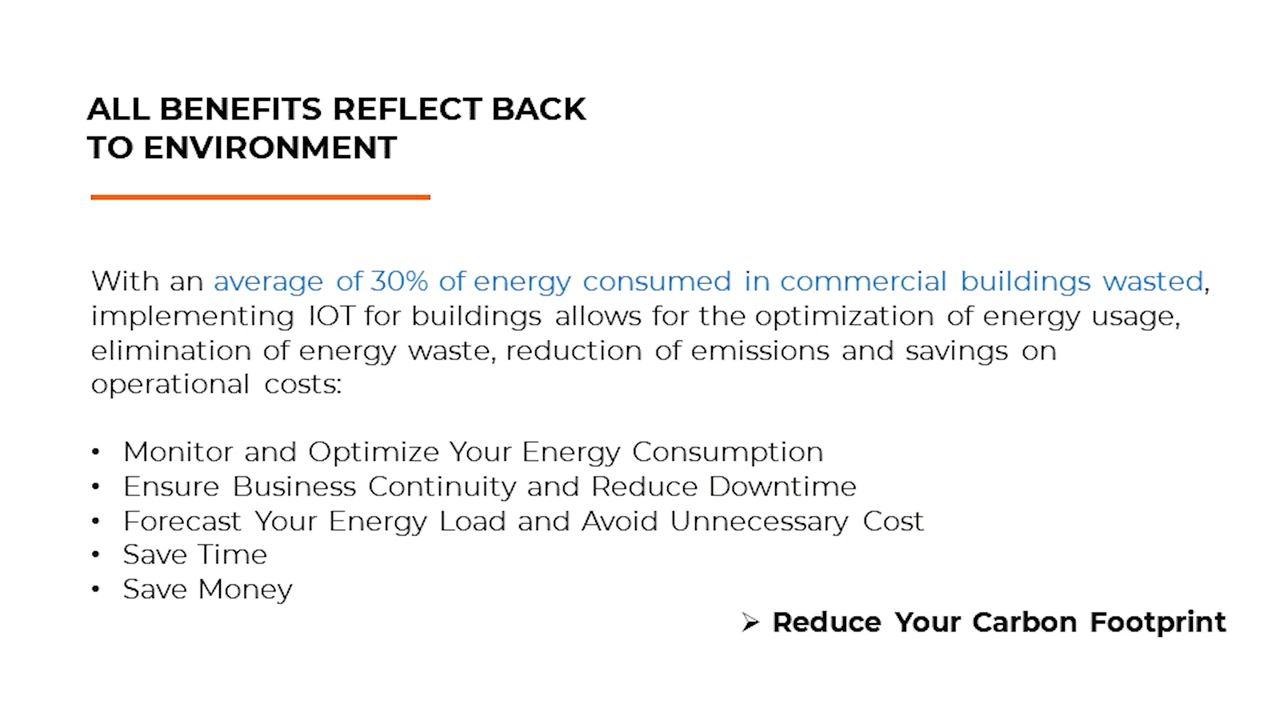 ALL BENEFITS REFLECT BACK
TO ENVIRONMENT
With an average of 30% of energy consumed in commercial buildings wasted,
implementing IOT for buildings allows for the optimization of energy usage,
elimination of energy waste, reduction of emissions and savings on
operational costs:
• Monitor and Optimize Your Energy Consumption
• Ensure Business Continuity and Reduce Downtime
• Forecast Your Energy Load and Avoid Unnecessary Cost
• Save Time
• Save Money
➢ Reduce Your Carbon Footprint